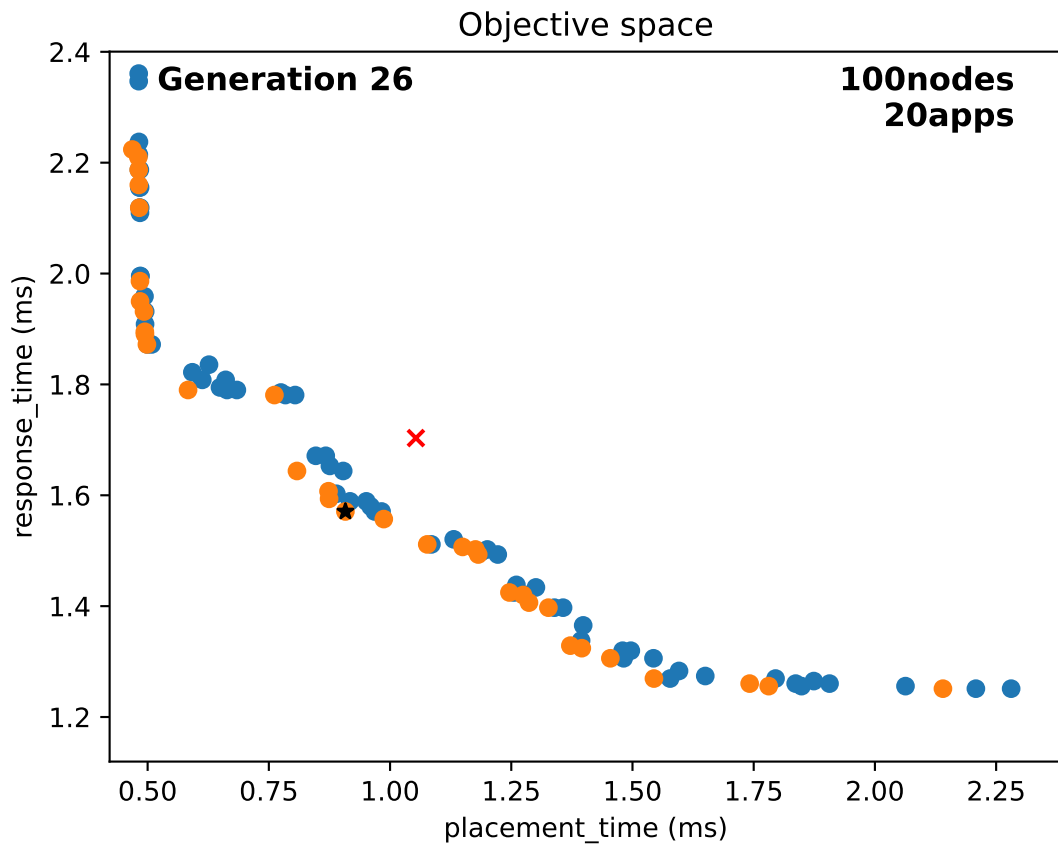 Objective space
2.4
Generation 26
100nodes
20apps
2.2
2.0
1.8
1.6
1.4
1.2
response_time (ms)
0.50 0.75 1.00 1.25 1.50 1.75 2.00 2.25
placement_time (ms)